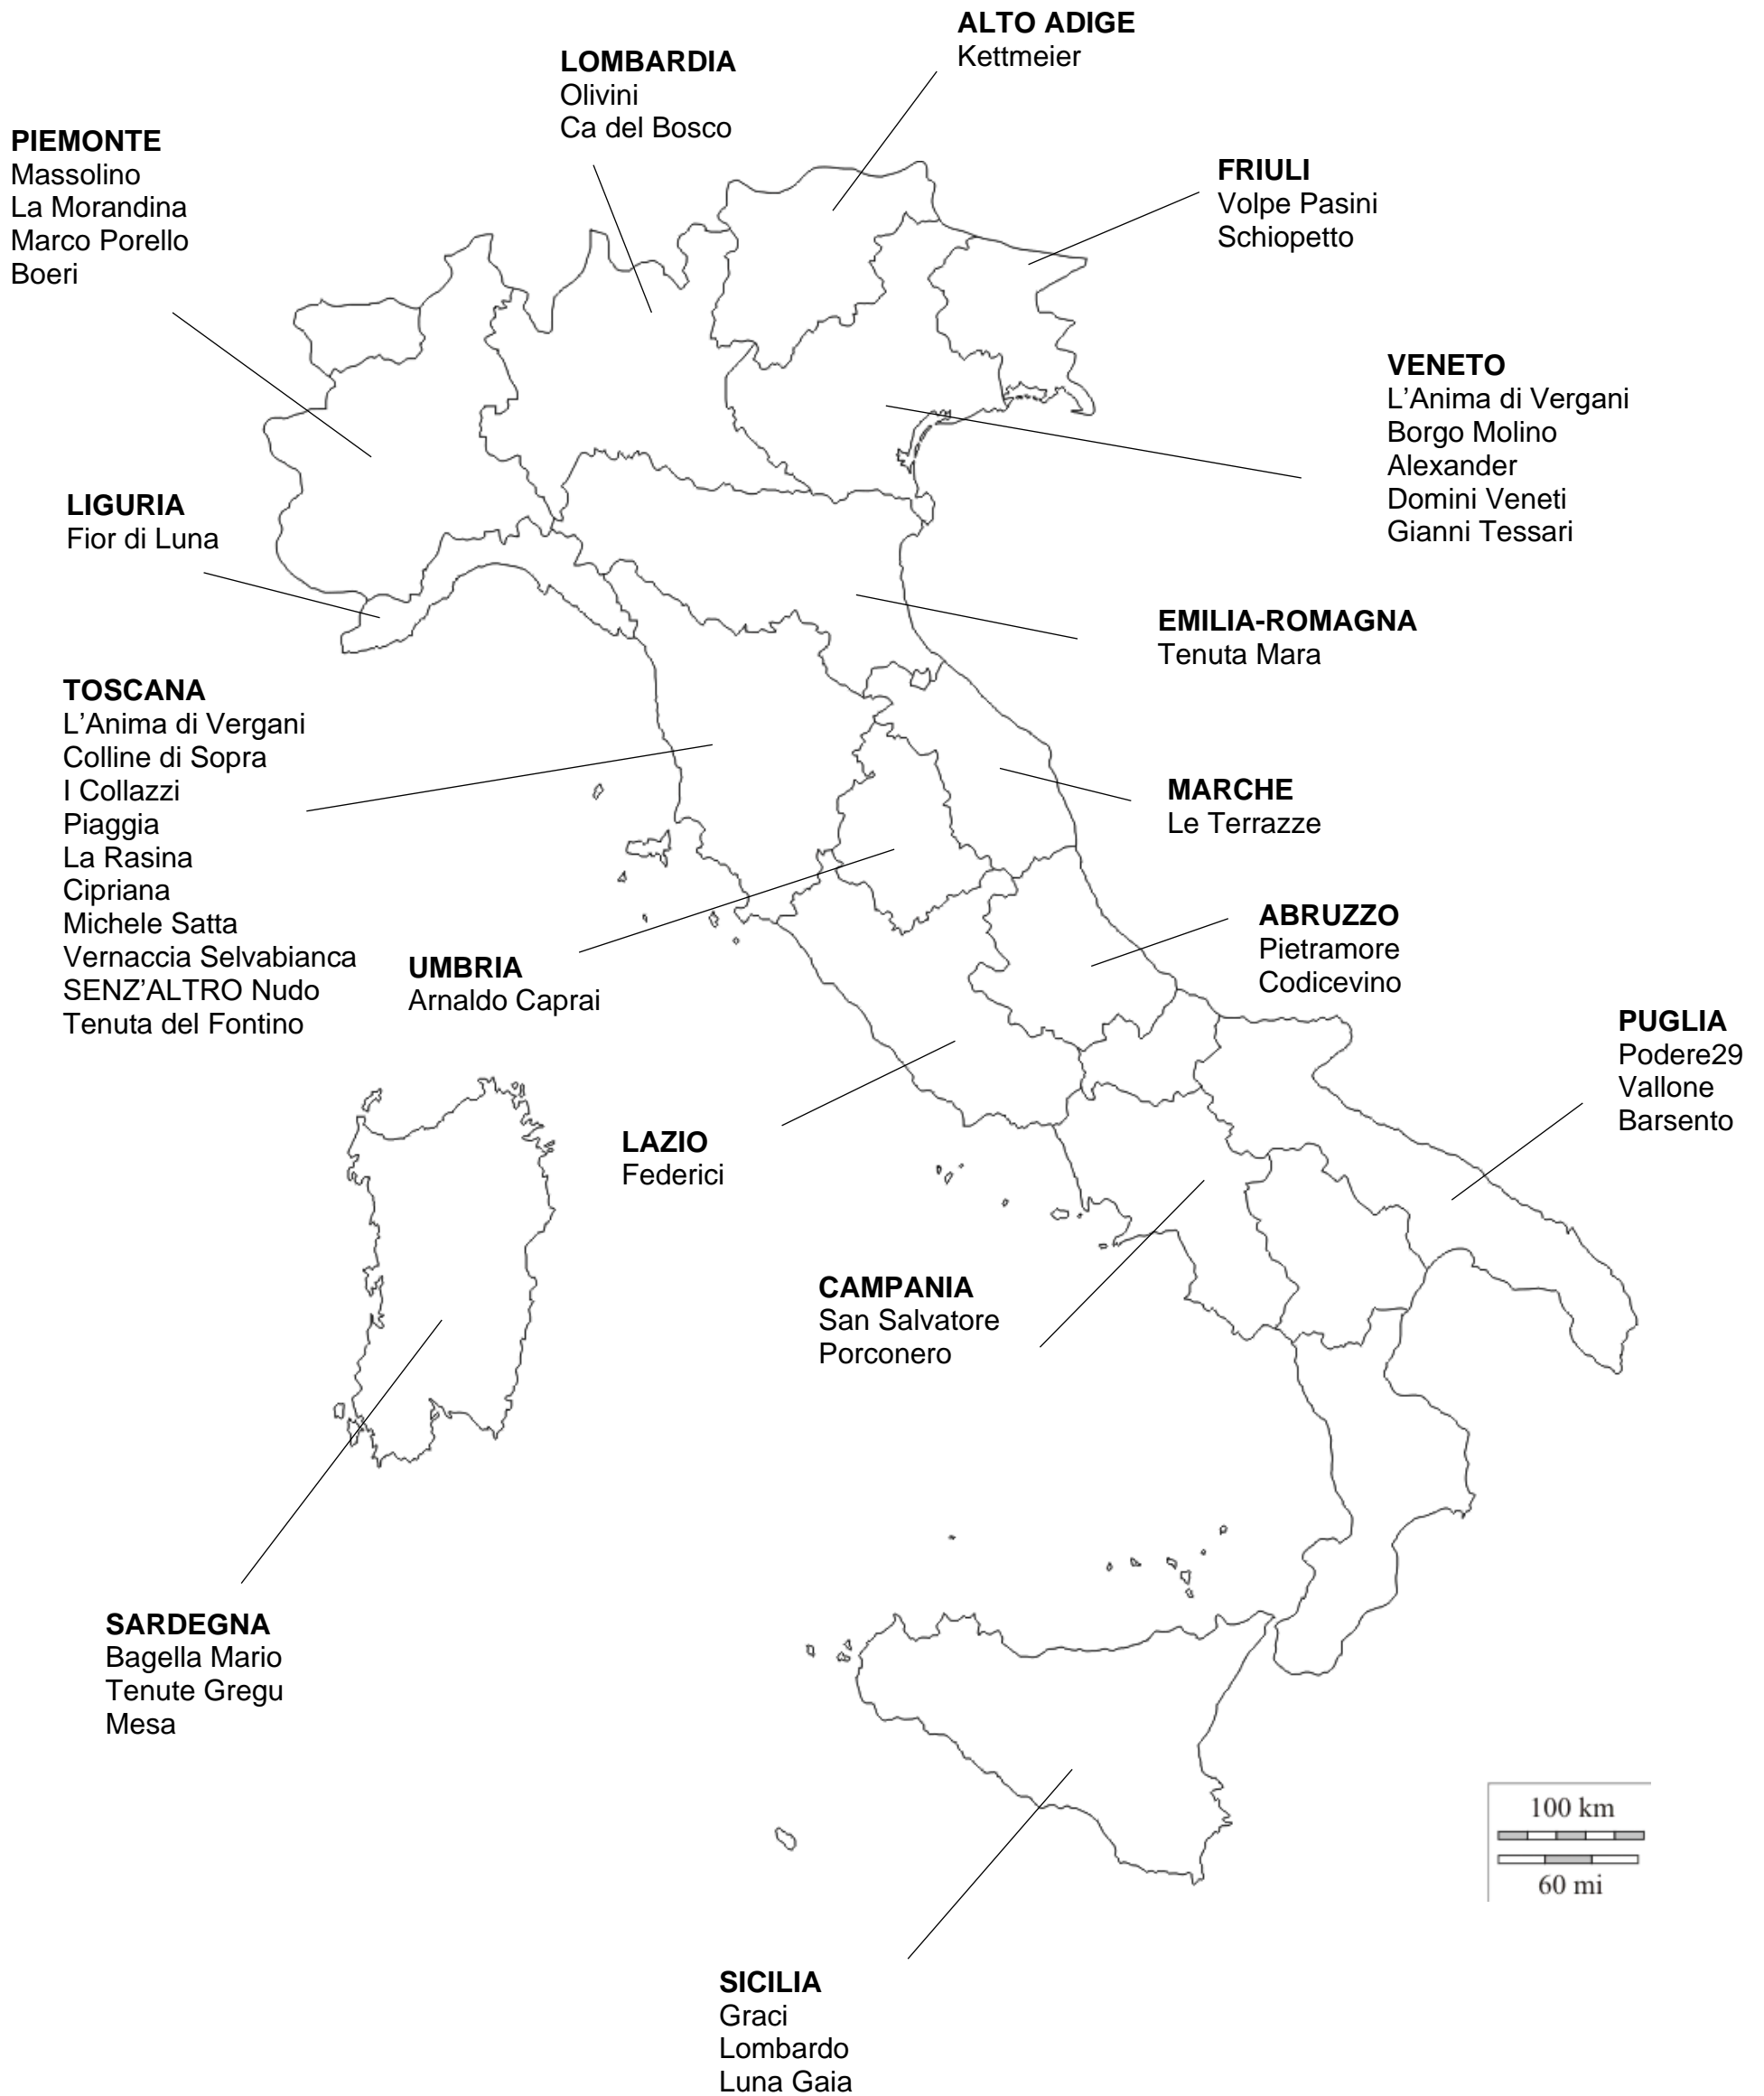 ALTO ADIGE
Kettmeier
LOMBARDIA
Olivini
Ca del Bosco
PIEMONTE
Massolino
La Morandina
Marco Porello
Boeri
FRIULI
Volpe Pasini
Schiopetto
VENETO
L’Anima di Vergani
Borgo Molino
Alexander
Domini Veneti
Gianni Tessari
LIGURIA
Fior di Luna
EMILIA-ROMAGNA
Tenuta Mara
TOSCANA
L’Anima di Vergani
Colline di Sopra
I Collazzi
Piaggia
La Rasina
Cipriana
Michele Satta
Vernaccia Selvabianca
SENZ’ALTRO Nudo
Tenuta del Fontino
MARCHE
Le Terrazze
UMBRIA
Arnaldo Caprai
ABRUZZO
Pietramore
Codicevino
PUGLIA
Podere29
Vallone
Barsento
LAZIO
Federici
CAMPANIA
San Salvatore
Porconero
SARDEGNA
Bagella Mario
Tenute Gregu
Mesa
100 km
60 mi
SICILIA
Graci
Lombardo
Luna Gaia